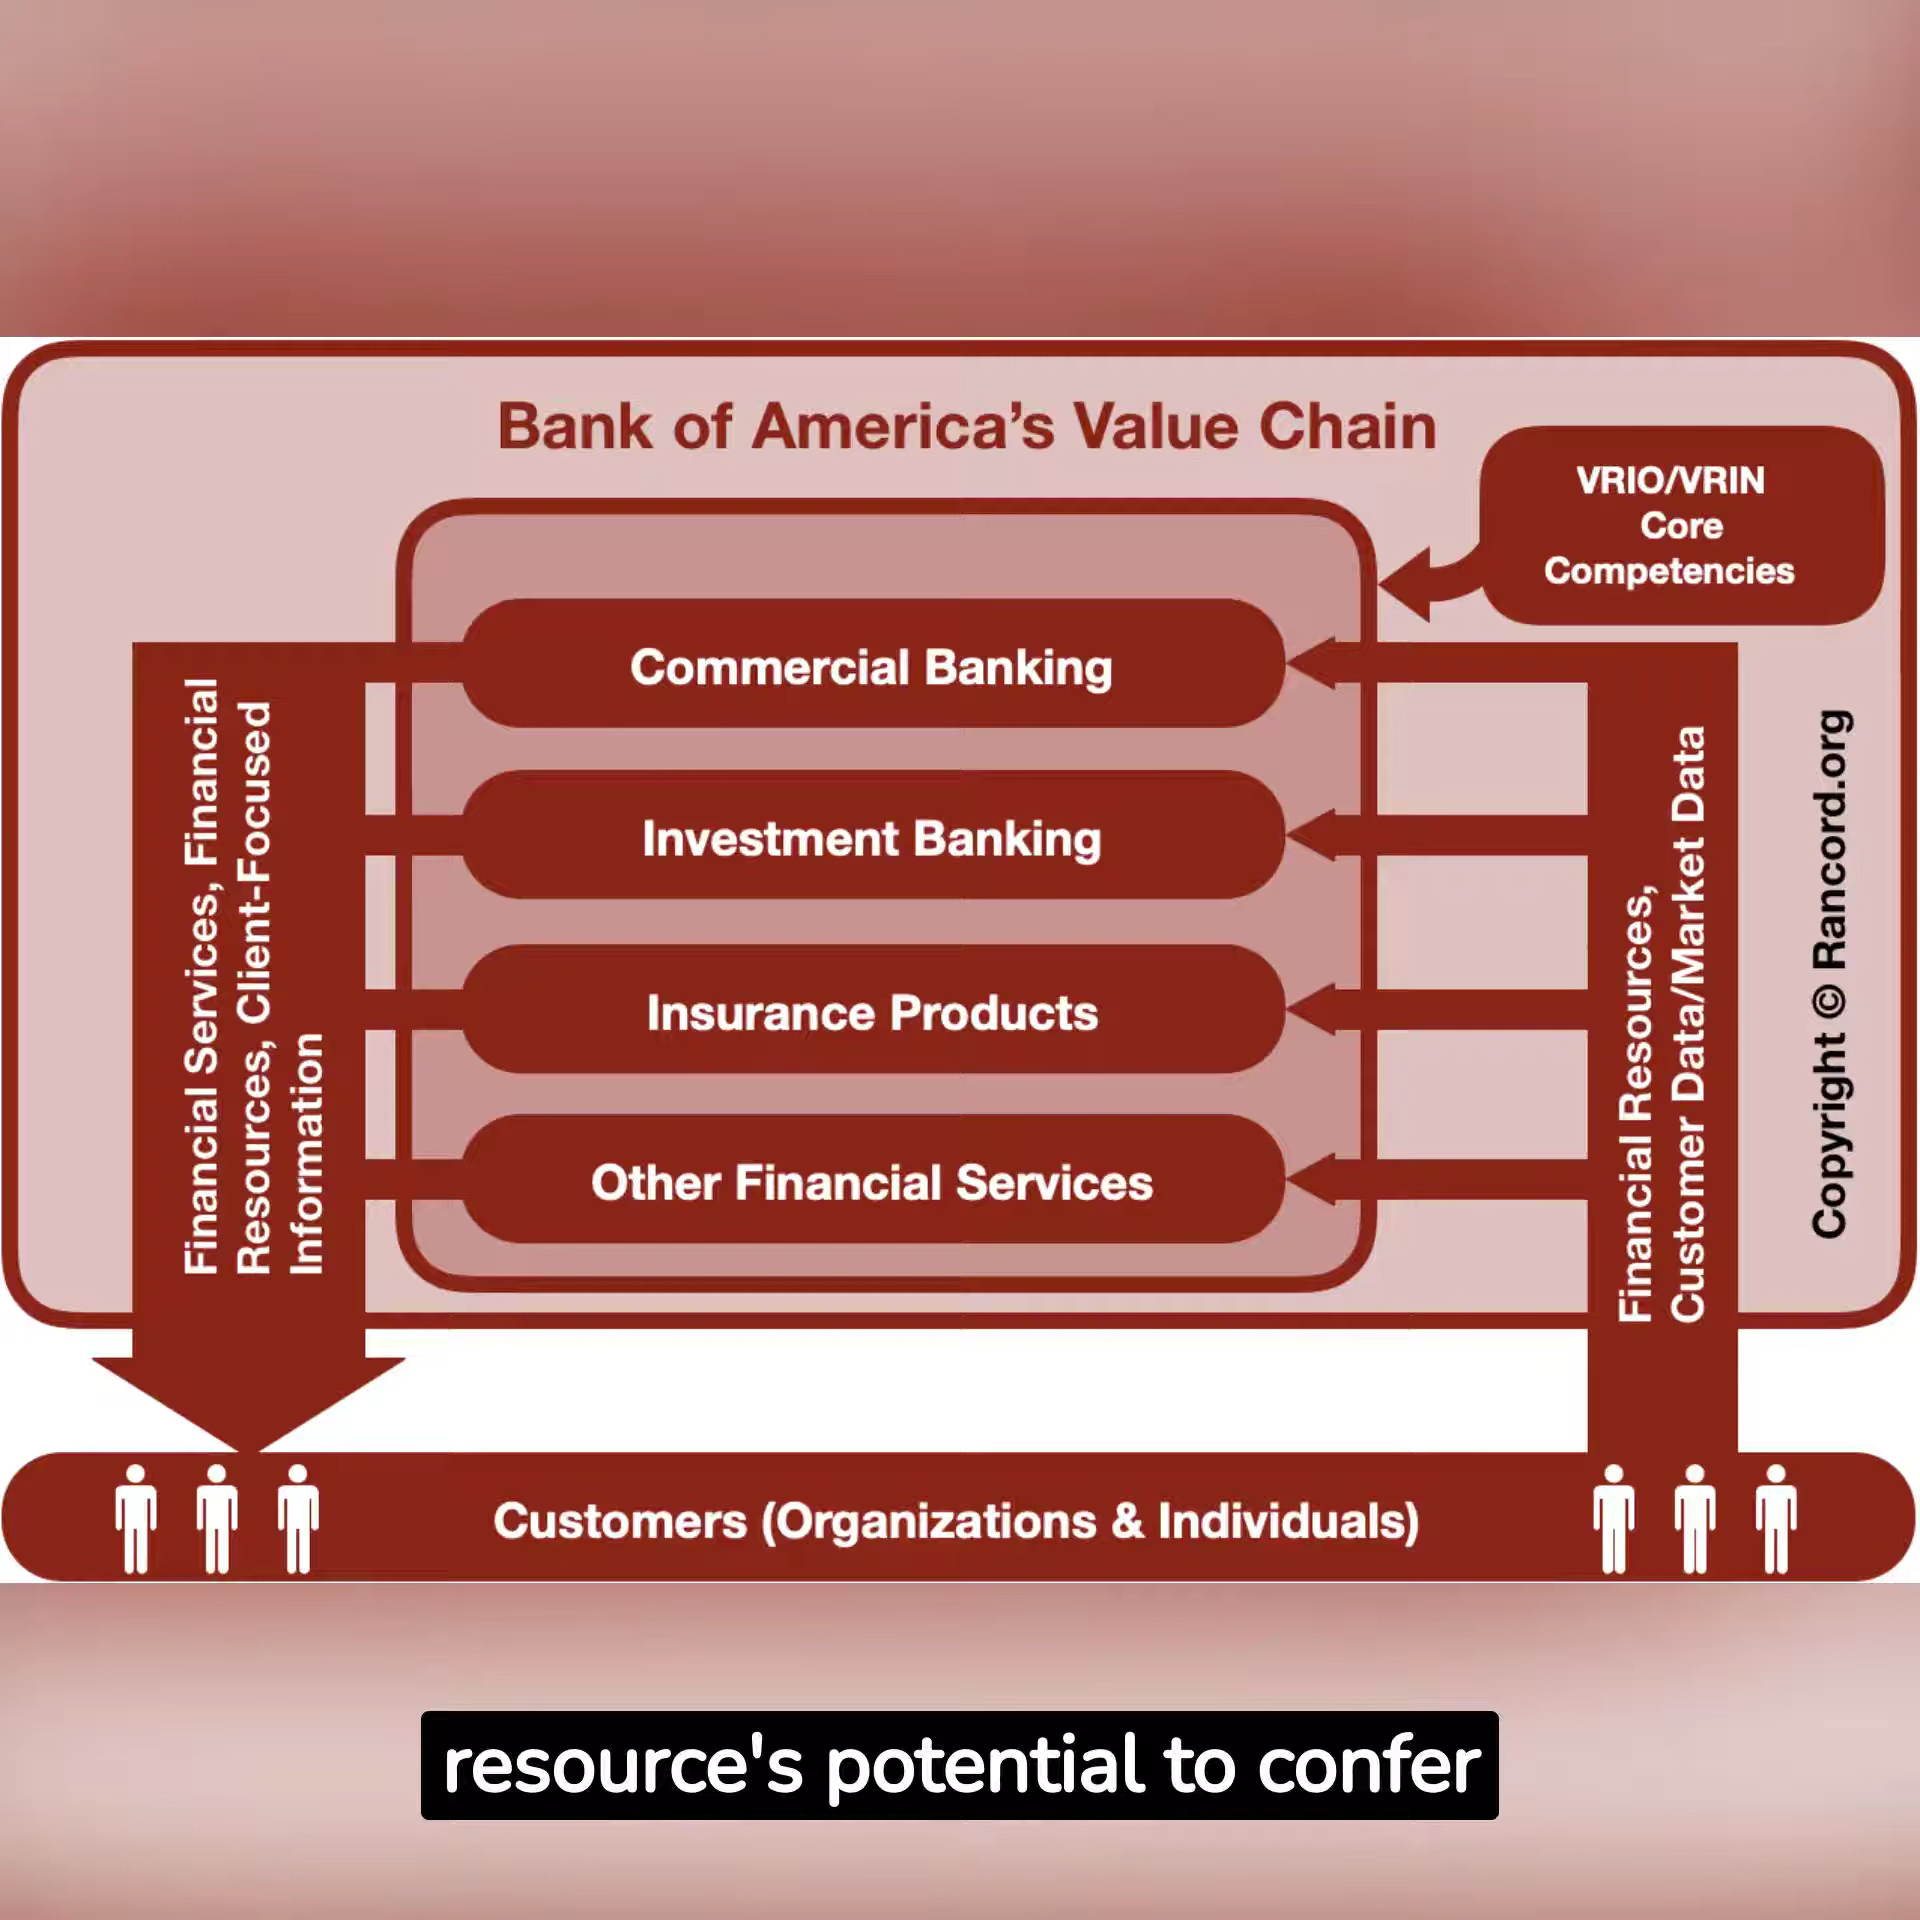 Bank of America’s Value Chain
VRIO/VRIN
Core
Competencies
Commercial Banking
Investment Banking
Insurance Products
Other Financial Services
Financial Services, Financial
Resources, Client-Focused
Information
Financial Resources,
Customer Data/Market Data
Copyright © Rancord.org
Customers (Organizations & Individuals)
resource's potential to confer